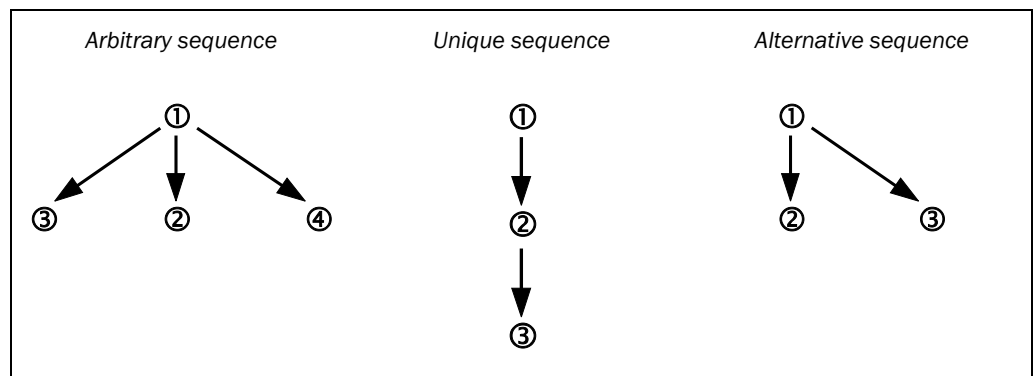 Arbitrary sequence Unique sequence Alternative sequence
① ① ①
③ ② ④ ② ② ③
③